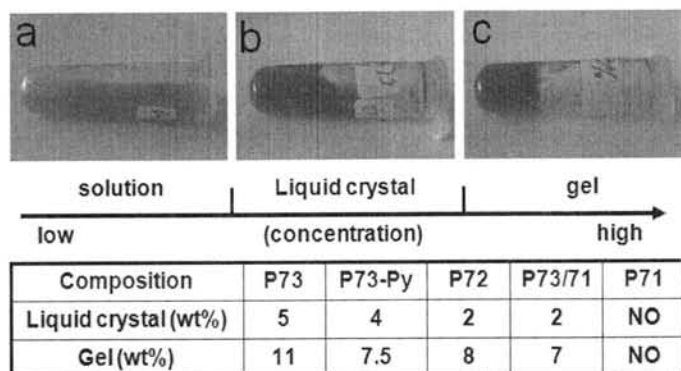 a b c
solution Liquid crystal gel
low (concentration) high
Composition P73 P73-Py P72 P73/71 P71
Liquid crystal (wt%) 5 4 2 2 NO
Gel (wt%) 11 7.5 8 7 NO